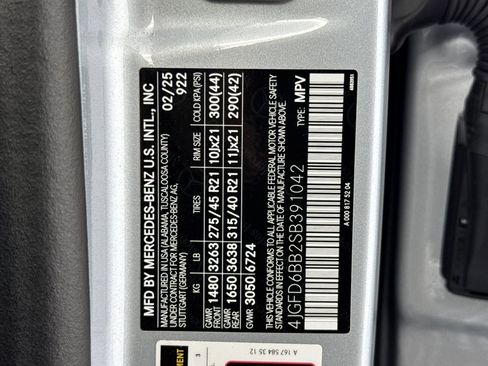 MFD BY MERCEDES-BENZ U.S. INTL., INC
MANUFACTURED IN USA (ALABAMA, TUSCALOOSA COUNTY) 02/25
UNDER CONTRACT FOR MERCEDES-BENZ AG, 922
STUTTGART (GERMANY)
KG LB TIRES RIM SIZE COLD KPA (PSI)
GAWR FRONT 1480 3263 275/45 R21 10Jx21 300(44)
GAWR REAR 1650 3638 315/40 R21 11Jx21 290(42)
GVWR 3050 6724
THIS VEHICLE CONFORMS TO ALL APPLICABLE FEDERAL MOTOR VEHICLE SAFETY
STANDARDS IN EFFECT ON THE DATE OF MANUFACTURE SHOWN ABOVE.
4JGFD6BB2SB391042 TYPE: MPV
A 000 817 52 04
A 167 584 35 12
3